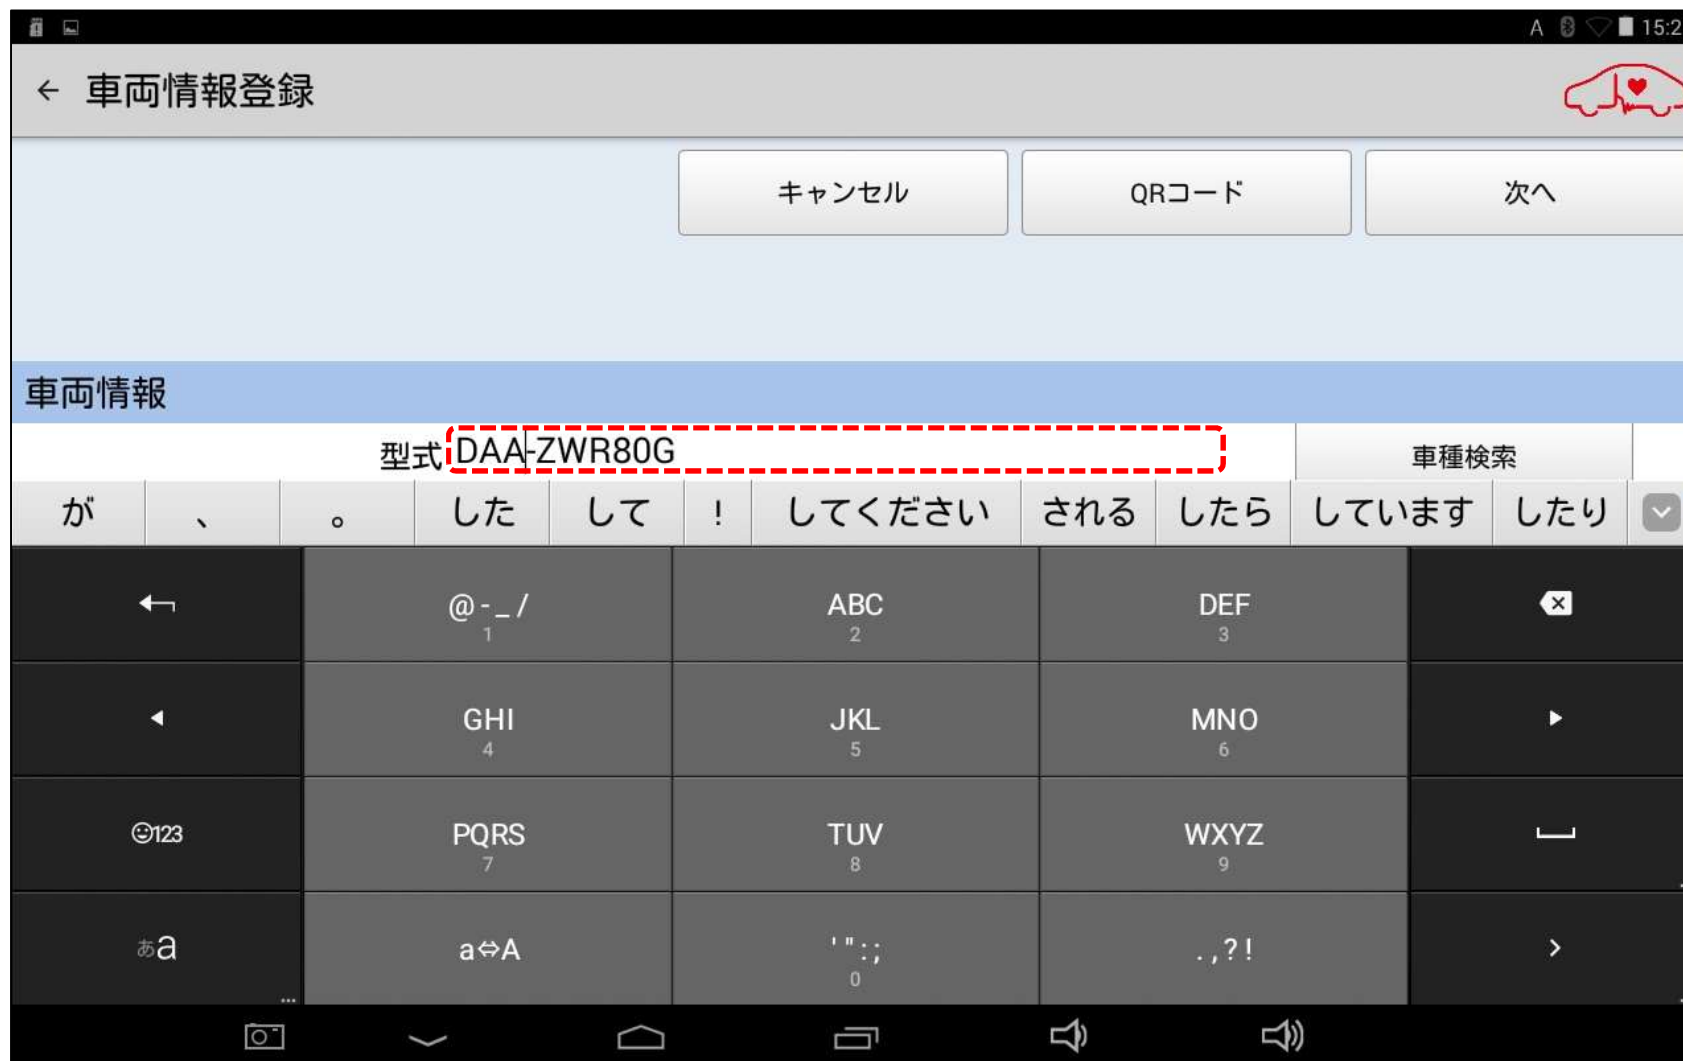 A 15:2
← 車両情報登録
キャンセル QRコード 次へ
車両情報
型式 DAA-ZWR80G 車種検索
が 、 。 した して ! してください される したら しています したり
@-_/ ABC DEF
1 2 3
GHI JKL MNO
4 5 6
123 PQRS TUV WXYZ
7 8 9
あa a⇔A '":; .,?!
0